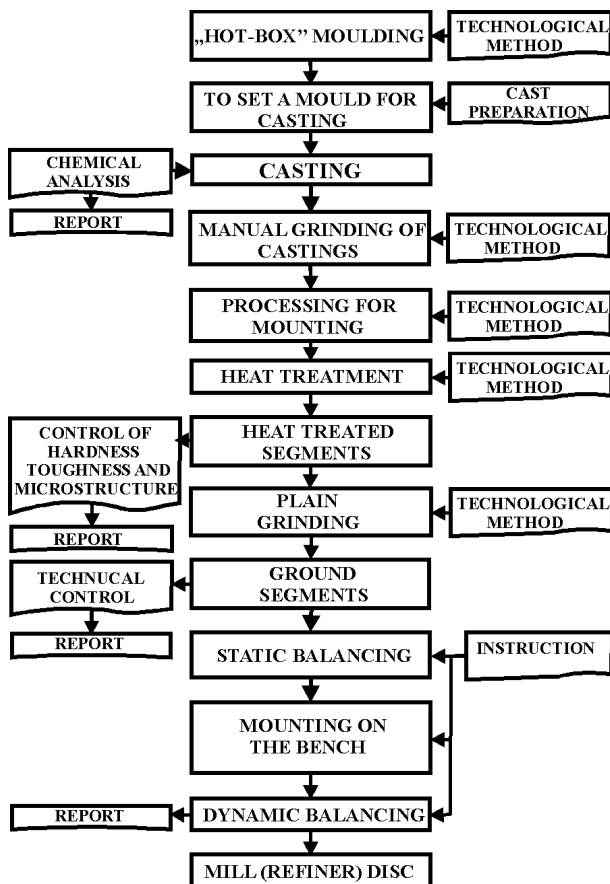 „HOT-BOX” MOULDING
TECHNOLOGICAL
METHOD
TO SET A MOULD FOR
CASTING
CAST
PREPARATION
CHEMICAL
ANALYSIS
CASTING
REPORT
MANUAL GRINDING OF
CASTINGS
TECHNOLOGICAL
METHOD
PROCESSING FOR
MOUNTING
TECHNOLOGICAL
METHOD
HEAT TREATMENT
TECHNOLOGICAL
METHOD
CONTROL OF
HARDNESS
TOUGHNESS AND
MICROSTRUCTURE
HEAT TREATED
SEGMENTS
REPORT
PLAIN
GRINDING
TECHNOLOGICAL
METHOD
TECHNUCAL
CONTROL
GROUND
SEGMENTS
REPORT
STATIC BALANCING
INSTRUCTION
MOUNTING ON
THE BENCH
REPORT
DYNAMIC BALANCING
MILL (REFINER) DISC